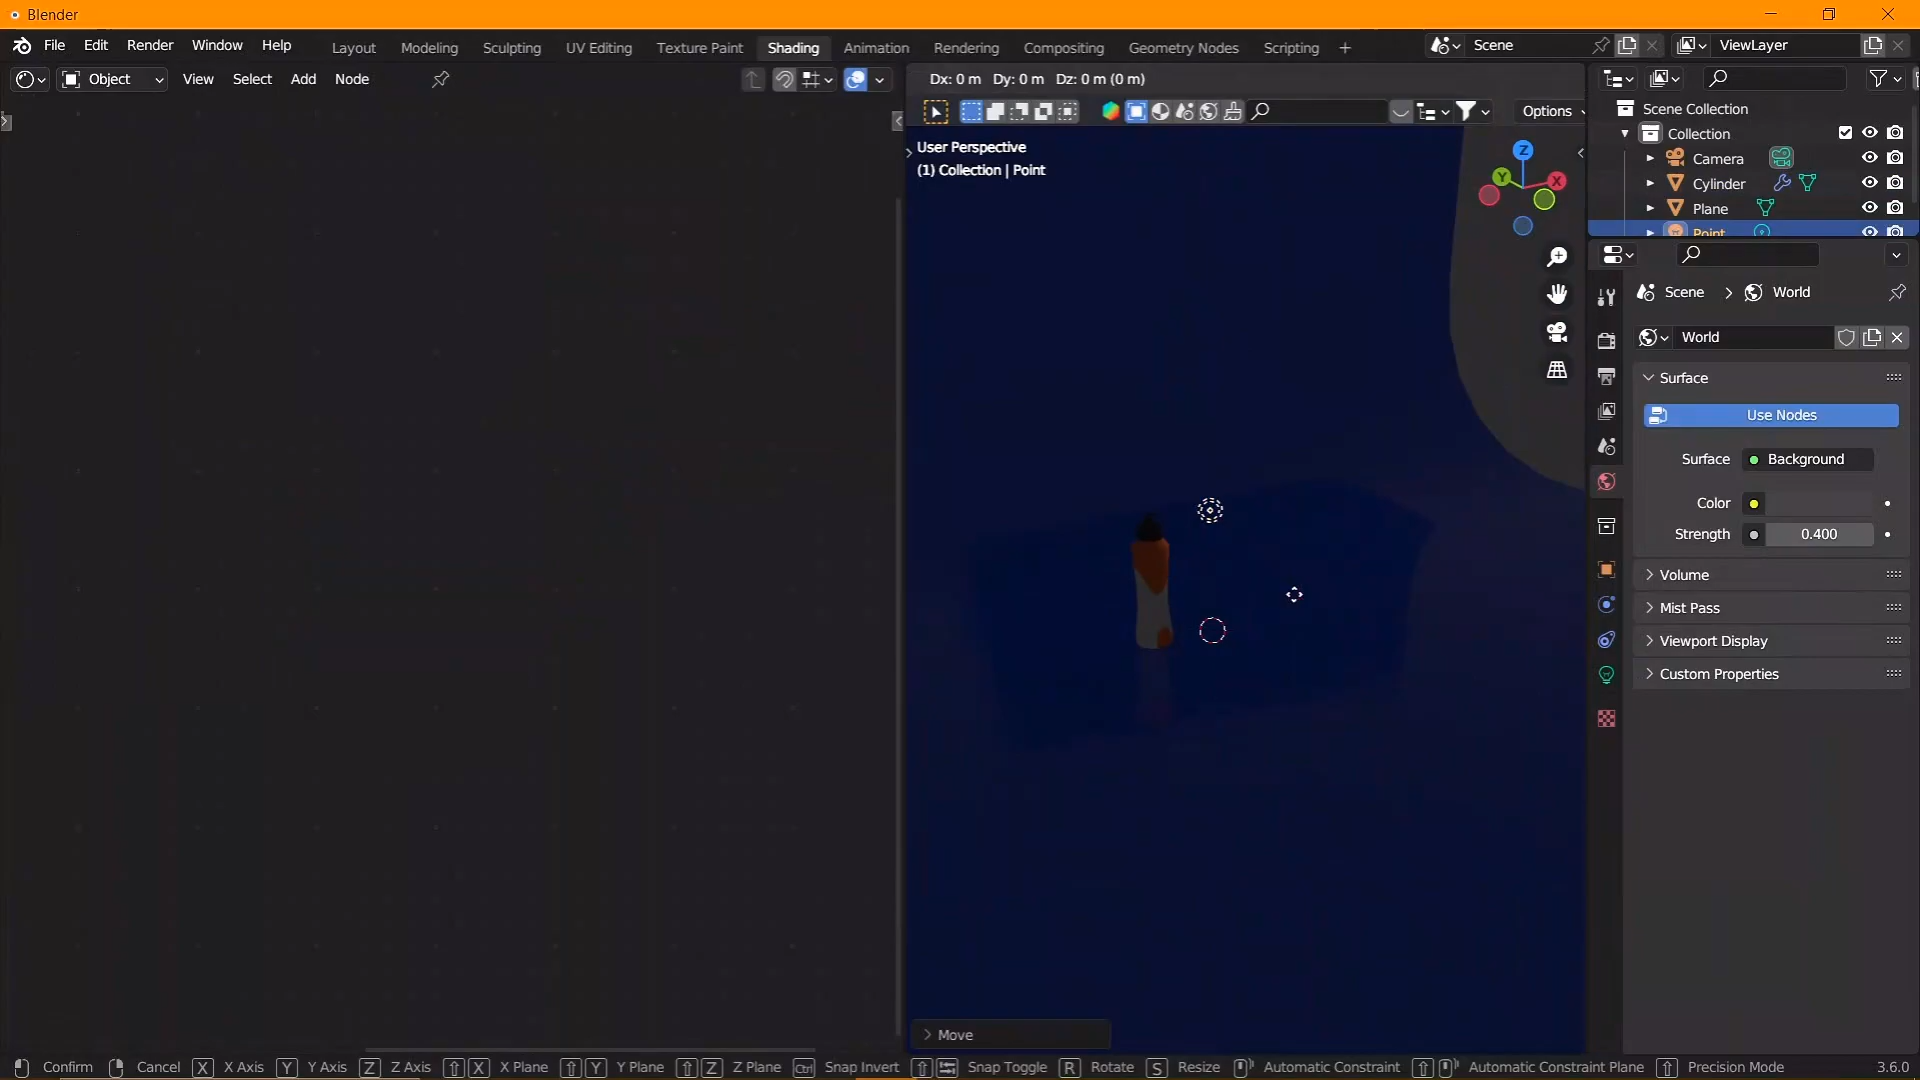 Blender
File Edit Render Window Help Layout Modeling Sculpting UV Editing Texture Paint Shading Animation Rendering Compositing Geometry Nodes Scripting + Scene ViewLayer
Object View Select Add Node
Dx: 0 m Dy: 0 m Dz: 0 m (0 m)
Options
User Perspective
(1) Collection | Point
Z
Y
X
Scene Collection
Collection
Camera
Cylinder
Plane
Point
Scene > World
World
Surface
Use Nodes
Surface Background
Color
Strength 0.400
Volume
Mist Pass
Viewport Display
Custom Properties
Move
Confirm Cancel X X Axis Y Y Axis Z Z Axis X X Plane Y Y Plane Z Z Plane Ctrl Snap Invert Snap Toggle R Rotate S Resize Automatic Constraint Automatic Constraint Plane Precision Mode 3.6.0